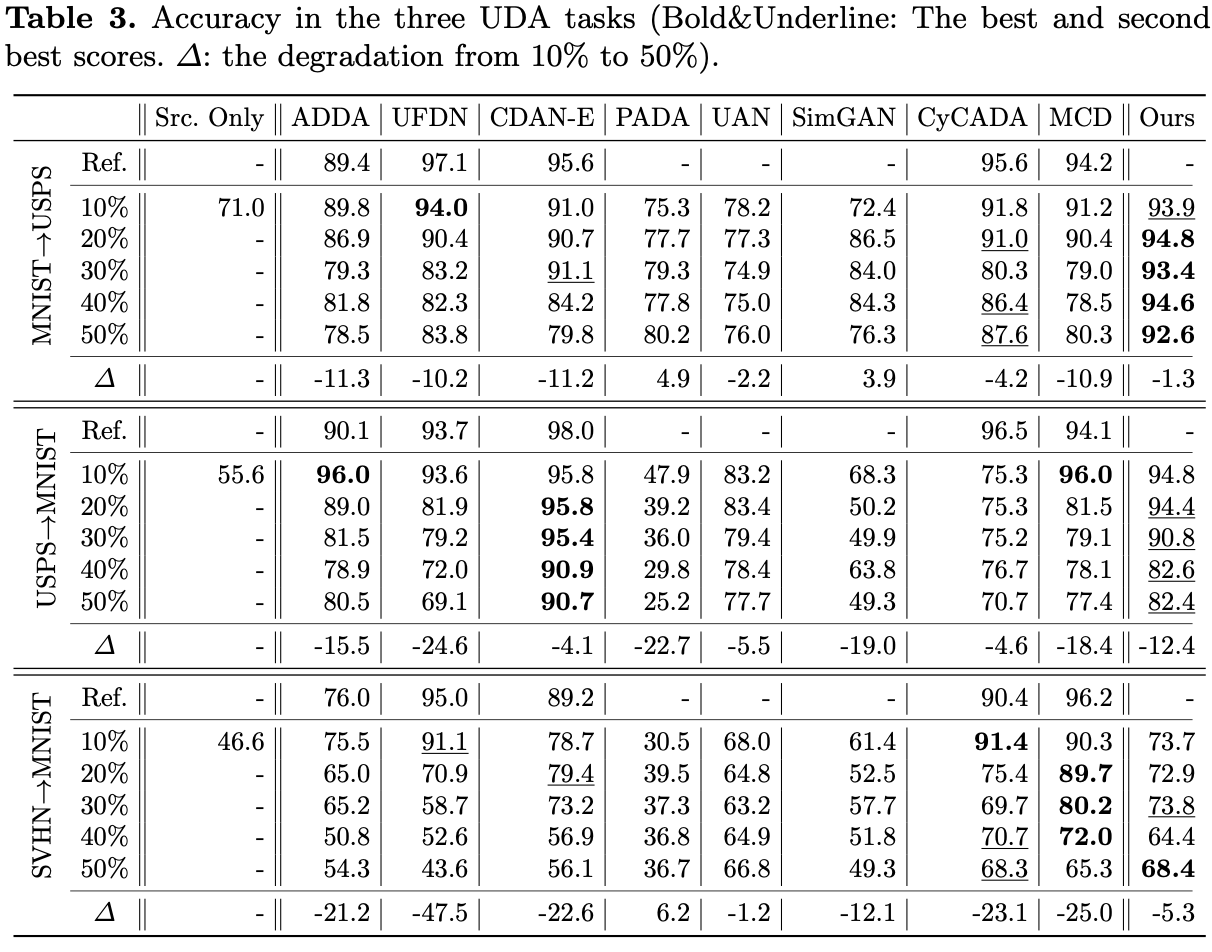 Table 3. Accuracy in the three UDA tasks (Bold&Underline: The best and second
best scores. Δ: the degradation from 10% to 50%).
Src. Only ADDA UFDN CDAN-E PADA UAN SimGAN CyCADA MCD Ours
MNIST→USPS
Ref. - 89.4 97.1 95.6 - - - 95.6 94.2 -
10% 71.0 89.8 94.0 91.0 75.3 78.2 72.4 91.8 91.2 93.9
20% - 86.9 90.4 90.7 77.7 77.3 86.5 91.0 90.4 94.8
30% - 79.3 83.2 91.1 79.3 74.9 84.0 80.3 79.0 93.4
40% - 81.8 82.3 84.2 77.8 75.0 84.3 86.4 78.5 94.6
50% - 78.5 83.8 79.8 80.2 76.0 76.3 87.6 80.3 92.6
Δ - -11.3 -10.2 -11.2 4.9 -2.2 3.9 -4.2 -10.9 -1.3
USPS→MNIST
Ref. - 90.1 93.7 98.0 - - - 96.5 94.1 -
10% 55.6 96.0 93.6 95.8 47.9 83.2 68.3 75.3 96.0 94.8
20% - 89.0 81.9 95.8 39.2 83.4 50.2 75.3 81.5 94.4
30% - 81.5 79.2 95.4 36.0 79.4 49.9 75.2 79.1 90.8
40% - 78.9 72.0 90.9 29.8 78.4 63.8 76.7 78.1 82.6
50% - 80.5 69.1 90.7 25.2 77.7 49.3 70.7 77.4 82.4
Δ - -15.5 -24.6 -4.1 -22.7 -5.5 -19.0 -4.6 -18.4 -12.4
SVHN→MNIST
Ref. - 76.0 95.0 89.2 - - - 90.4 96.2 -
10% 46.6 75.5 91.1 78.7 30.5 68.0 61.4 91.4 90.3 73.7
20% - 65.0 70.9 79.4 39.5 64.8 52.5 75.4 89.7 72.9
30% - 65.2 58.7 73.2 37.3 63.2 57.7 69.7 80.2 73.8
40% - 50.8 52.6 56.9 36.8 64.9 51.8 70.7 72.0 64.4
50% - 54.3 43.6 56.1 36.7 66.8 49.3 68.3 65.3 68.4
Δ - -21.2 -47.5 -22.6 6.2 -1.2 -12.1 -23.1 -25.0 -5.3